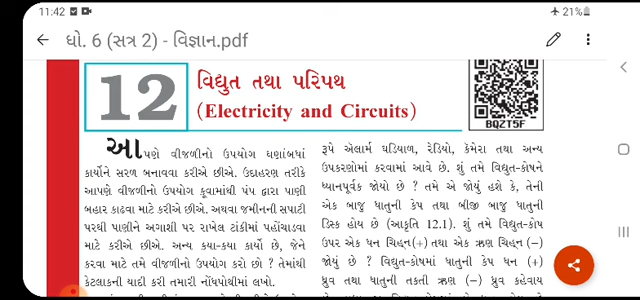 11:42
21%
ધો. 6 (સત્ર 2) - વિજ્ઞાન.pdf
12
વિદ્યુત તથા પરિપથ
(Electricity and Circuits)
BQZT5F
આપણે વીજળીનો ઉપયોગ ઘણાંબધાં
કાર્યોને સરળ બનાવવા કરીએ છીએ. ઉદાહરણ તરીકે
આપણે વીજળીનો ઉપયોગ કૂવામાંથી પંપ દ્વારા પાણી
બહાર કાઢવા માટે કરીએ છીએ. અથવા જમીનની સપાટી
પરથી પાણીને અગાશી પર રાખેલ ટાંકીમાં પહોંચાડવા
માટે કરીએ છીએ. અન્ય ક્યા-ક્યા કાર્યો છે, જેને
કરવા માટે તમે વીજળીનો ઉપયોગ કરો છો ? તેમાંથી
કેટલાકની યાદી કરી તમારી નોંધપોથીમાં લખો.
રૂપે એલાર્મ ઘડિયાળ, રેડિયો, કેમેરા તથા અન્ય
ઉપકરણોમાં કરવામાં આવે છે. શું તમે વિદ્યુત-કોષને
ધ્યાનપૂર્વક જોયો છે ? તમે એ જોયું હશે કે, તેની
એક બાજુ ધાતુની કેપ તથા બીજી બાજુ ધાતુની
ડિસ્ક હોય છે (આકૃતિ 12.1). શું તમે વિદ્યુત-કોષ
ઉપર એક ધન ચિહ્ન(+) તથા એક ઋણ ચિહ્ન (−)
જોયું છે ? વિદ્યુત-કોષમાં ધાતુની કેપ ધન (+)
ધ્રુવ તથા ધાતુની તકતી ઋણ (−) ધ્રુવ કહેવાય